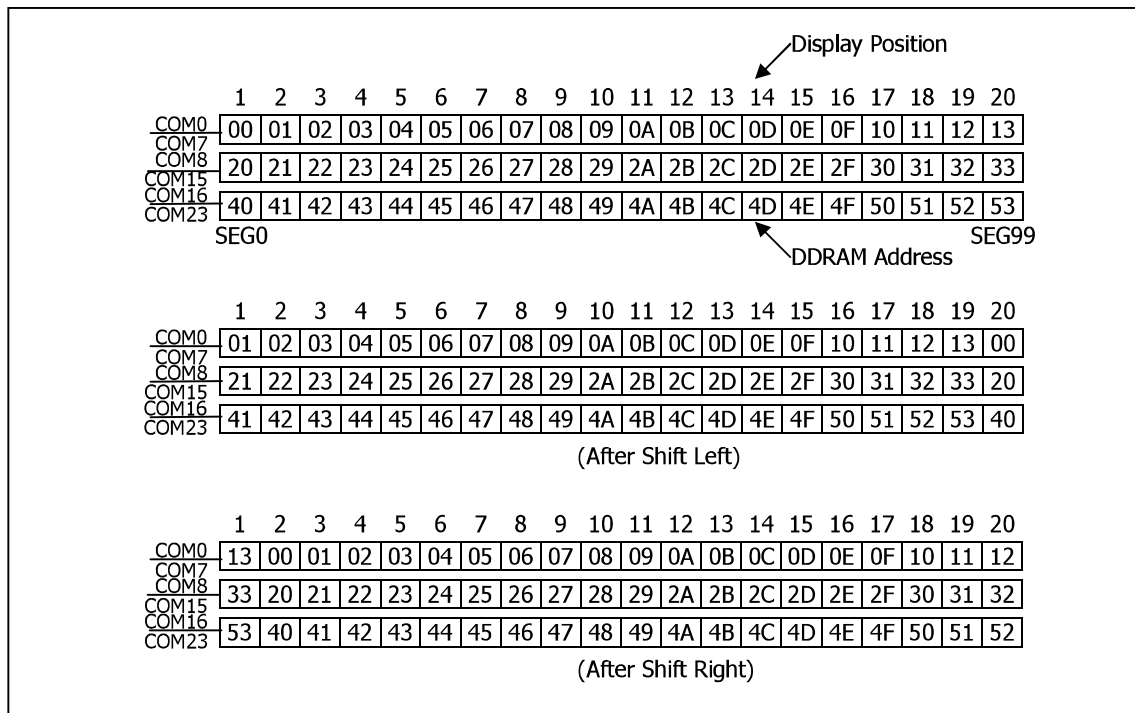 Display Position
1 2 3 4 5 6 7 8 9 10 11 12 13 14 15 16 17 18 19 20
COM0
COM7
00 01 02 03 04 05 06 07 08 09 0A 0B 0C 0D 0E 0F 10 11 12 13
COM8
COM15
20 21 22 23 24 25 26 27 28 29 2A 2B 2C 2D 2E 2F 30 31 32 33
COM16
COM23
40 41 42 43 44 45 46 47 48 49 4A 4B 4C 4D 4E 4F 50 51 52 53
SEG0 SEG99
DDRAM Address
1 2 3 4 5 6 7 8 9 10 11 12 13 14 15 16 17 18 19 20
COM0
COM7
01 02 03 04 05 06 07 08 09 0A 0B 0C 0D 0E 0F 10 11 12 13 00
COM8
COM15
21 22 23 24 25 26 27 28 29 2A 2B 2C 2D 2E 2F 30 31 32 33 20
COM16
COM23
41 42 43 44 45 46 47 48 49 4A 4B 4C 4D 4E 4F 50 51 52 53 40
(After Shift Left)
1 2 3 4 5 6 7 8 9 10 11 12 13 14 15 16 17 18 19 20
COM0
COM7
13 00 01 02 03 04 05 06 07 08 09 0A 0B 0C 0D 0E 0F 10 11 12
COM8
COM15
33 20 21 22 23 24 25 26 27 28 29 2A 2B 2C 2D 2E 2F 30 31 32
COM16
COM23
53 40 41 42 43 44 45 46 47 48 49 4A 4B 4C 4D 4E 4F 50 51 52
(After Shift Right)